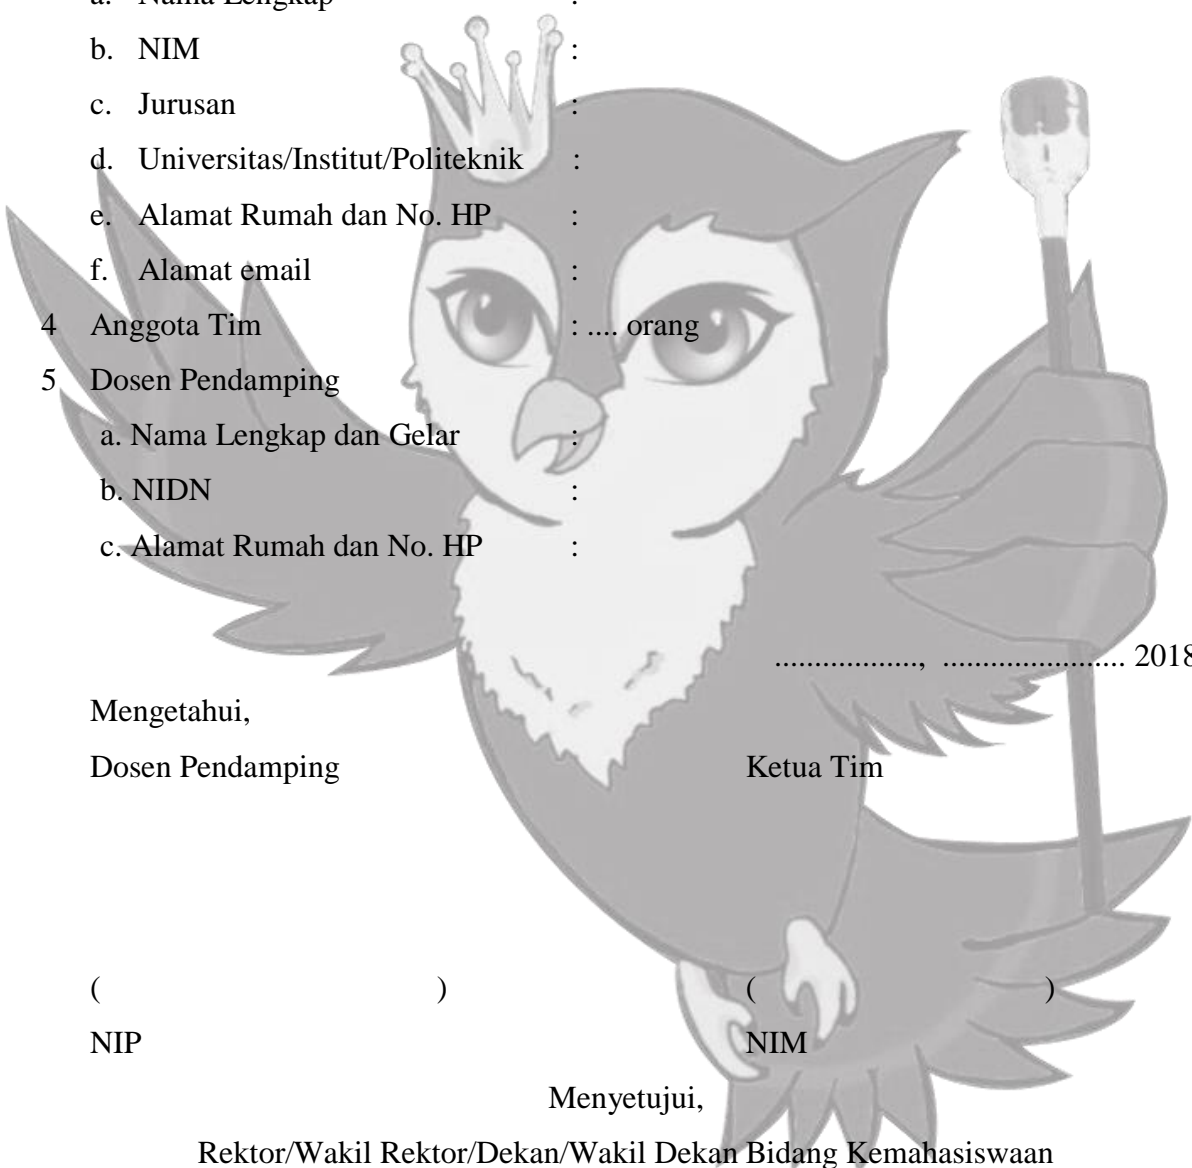 a. Nama Lengkap :
b. NIM :
c. Jurusan :
d. Universitas/Institut/Politeknik :
e. Alamat Rumah dan No. HP :
f. Alamat email :
4 Anggota Tim : .... orang
5 Dosen Pendamping
a. Nama Lengkap dan Gelar :
b. NIDN :
c. Alamat Rumah dan No. HP :
.................., ....................... 2018
Mengetahui,
Dosen Pendamping Ketua Tim
( ) ( )
NIP NIM
Menyetujui,
Rektor/Wakil Rektor/Dekan/Wakil Dekan Bidang Kemahasiswaan